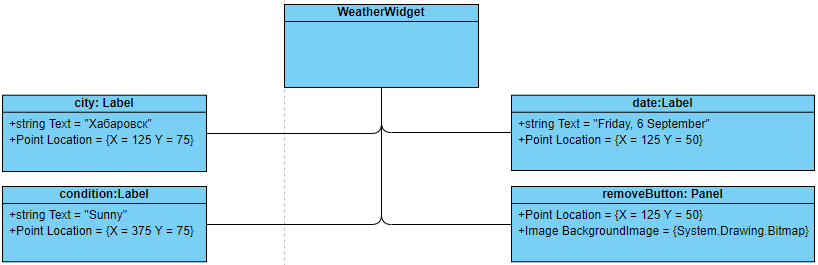 WeatherWidget
city: Label
+string Text = "Хабаровск"
+Point Location = {X = 125 Y = 75}
date:Label
+string Text = "Friday, 6 September"
+Point Location = {X = 125 Y = 50}
condition:Label
+string Text = "Sunny"
+Point Location = {X = 375 Y = 75}
removeButton: Panel
+Point Location = {X = 125 Y = 50}
+Image BackgroundImage = {System.Drawing.Bitmap}